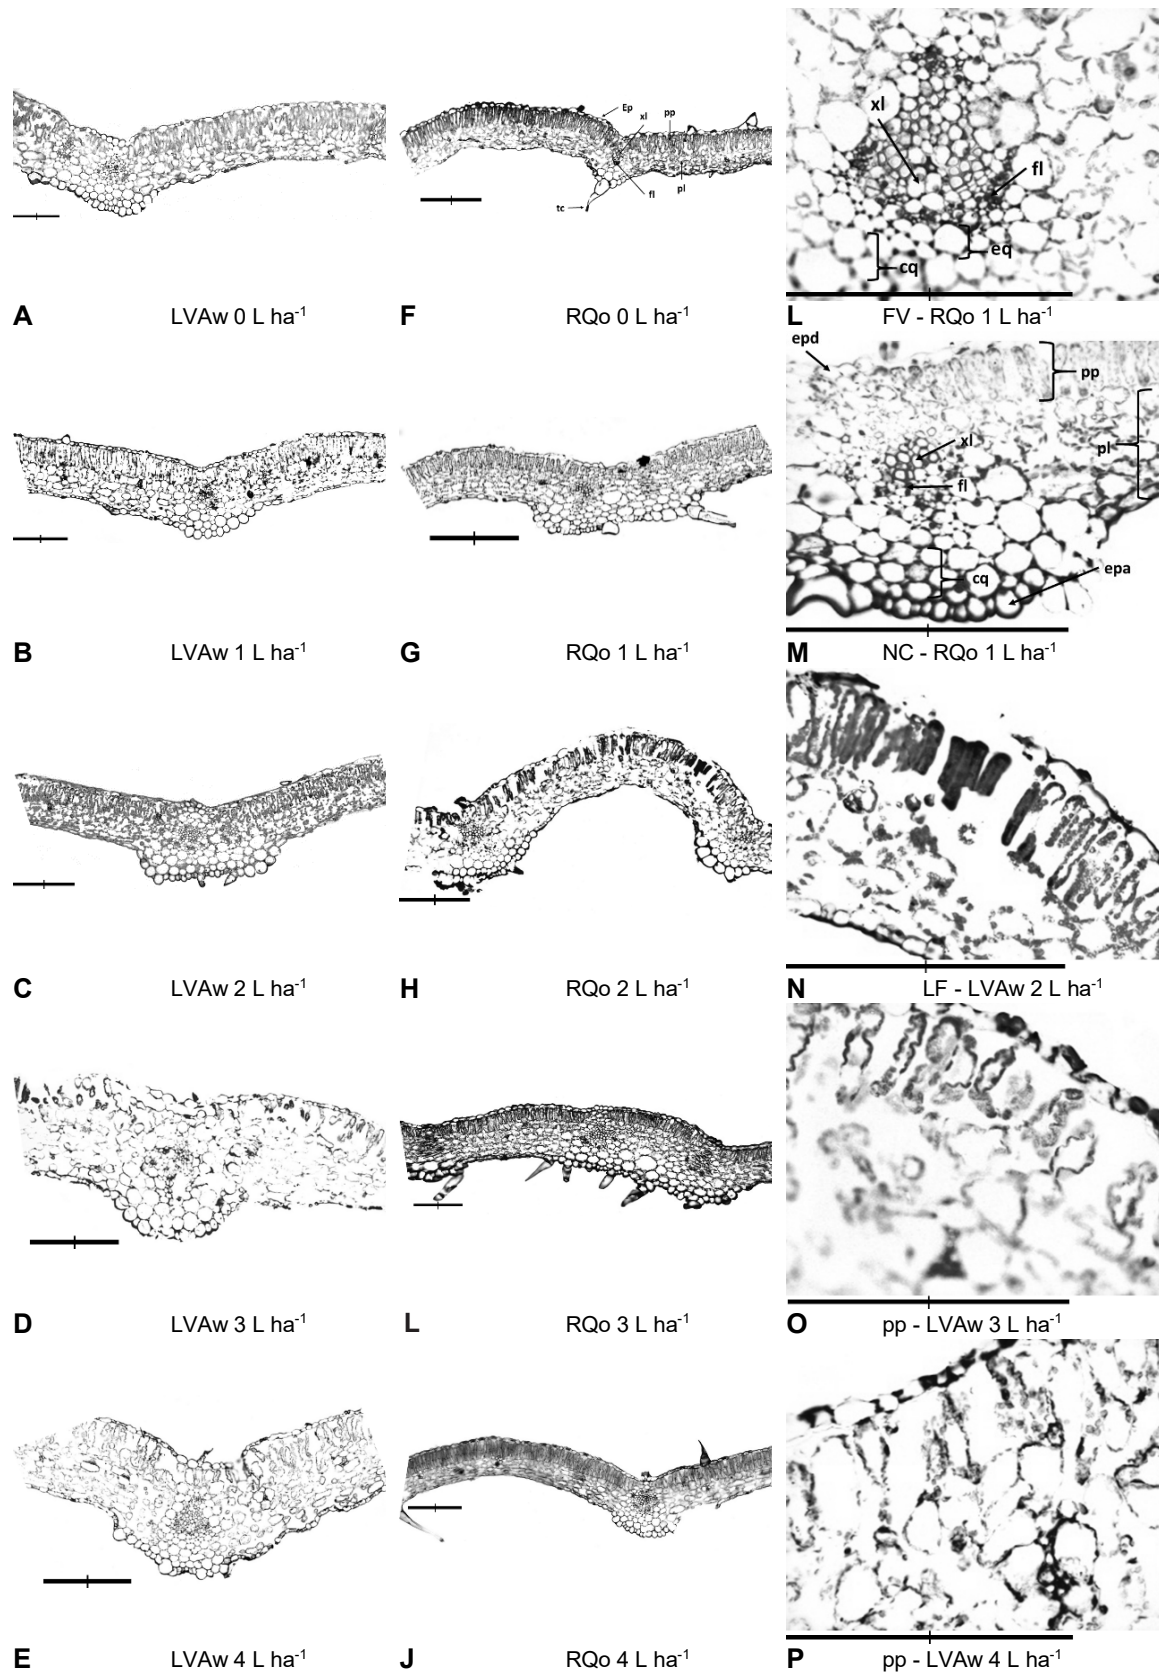 Ep
xl
pp
fl
pl
tc
xl
fl
eq
cq
A LVAw 0 L ha⁻¹ F RQo 0 L ha⁻¹ L FV - RQo 1 L ha⁻¹
epd
pp
xl
pl
fl
cq
epa
B LVAw 1 L ha⁻¹ G RQo 1 L ha⁻¹ M NC - RQo 1 L ha⁻¹
C LVAw 2 L ha⁻¹ H RQo 2 L ha⁻¹ N LF - LVAw 2 L ha⁻¹
D LVAw 3 L ha⁻¹ L RQo 3 L ha⁻¹ O pp - LVAw 3 L ha⁻¹
E LVAw 4 L ha⁻¹ J RQo 4 L ha⁻¹ P pp - LVAw 4 L ha⁻¹